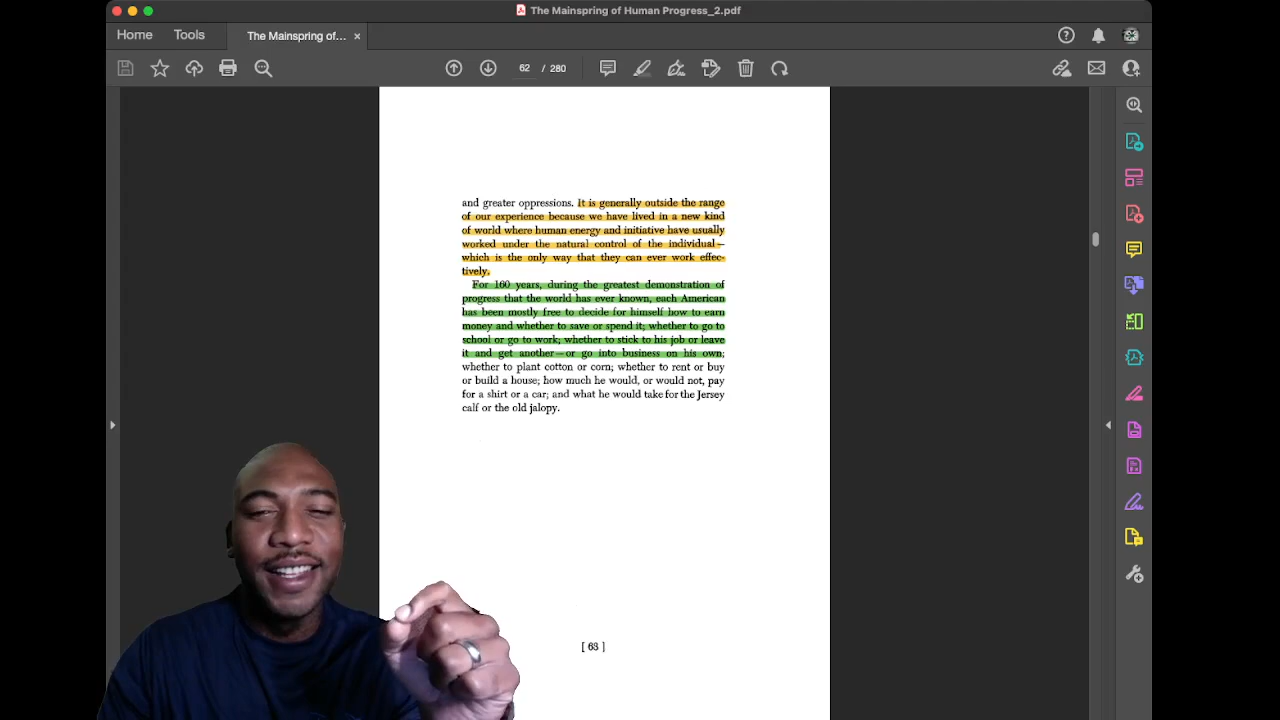 The Mainspring of Human Progress_2.pdf
Home Tools The Mainspring of... ×
62 / 280
and greater oppressions. It is generally outside the range
of our experience because we have lived in a new kind
of world where human energy and initiative have usually
worked under the natural control of the individual—
which is the only way that they can ever work effec-
tively.
For 160 years, during the greatest demonstration of
progress that the world has ever known, each American
has been mostly free to decide for himself how to earn
money and whether to save or spend it; whether to go to
school or go to work; whether to stick to his job or leave
it and get another—or go into business on his own;
whether to plant cotton or corn; whether to rent or buy
or build a house; how much he would, or would not, pay
for a shirt or a car; and what he would take for the Jersey
calf or the old jalopy.
[ 63 ]